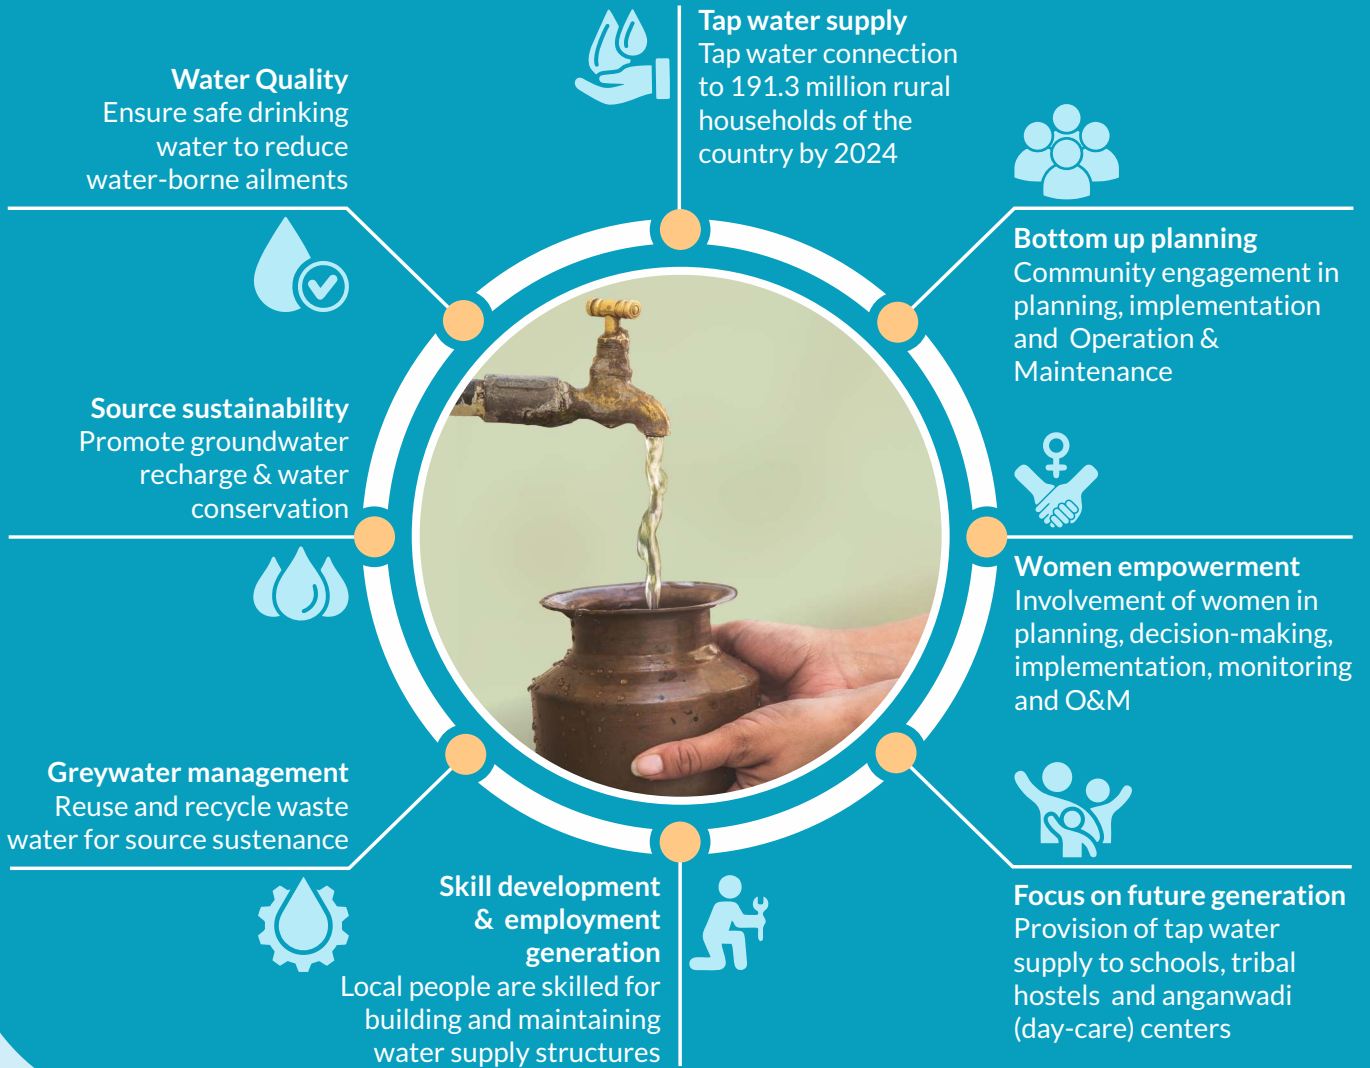 Tap water supply
Tap water connection
to 191.3 million rural
households of the
country by 2024
Bottom up planning
Community engagement in
planning, implementation
and Operation &
Maintenance
Women empowerment
Involvement of women in
planning, decision-making,
implementation, monitoring
and O&M
Focus on future generation
Provision of tap water
supply to schools, tribal
hostels and anganwadi
(day-care) centers
Skill development
& employment
generation
Local people are skilled for
building and maintaining
water supply structures
Greywater management
Reuse and recycle waste
water for source sustenance
Source sustainability
Promote groundwater
recharge & water
conservation
Water Quality
Ensure safe drinking
water to reduce
water-borne ailments